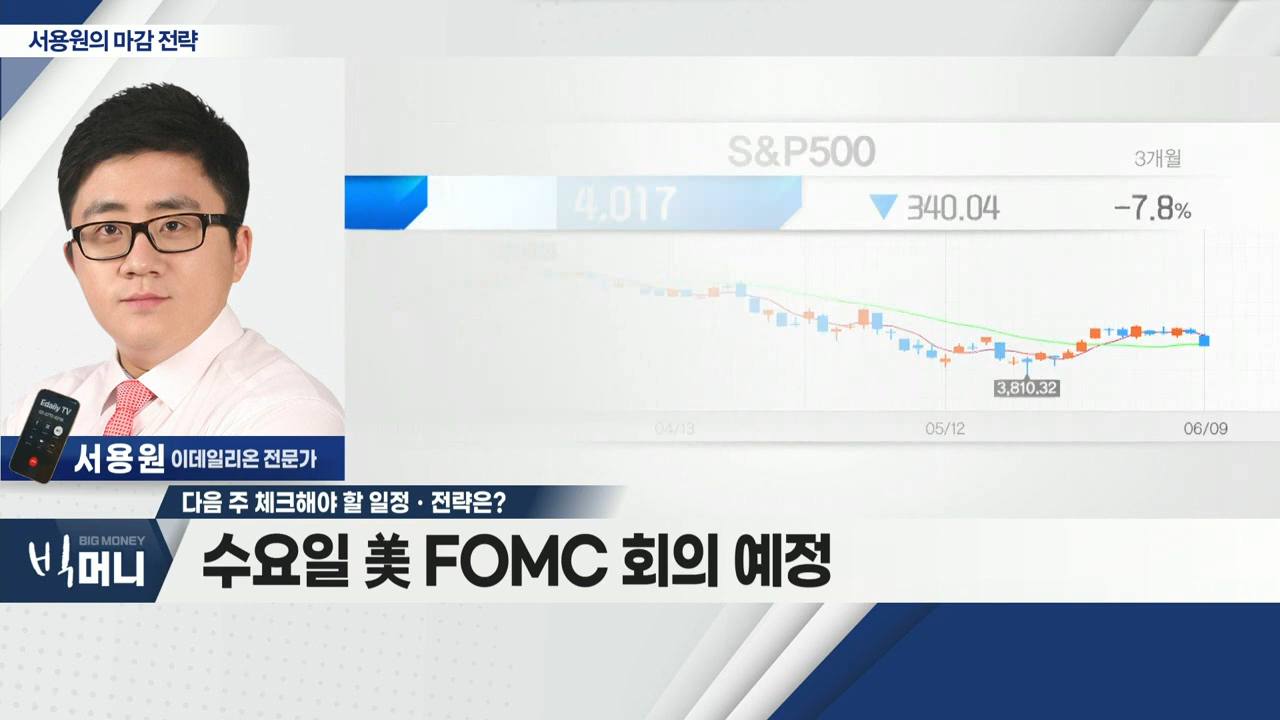 서용원의 마감 전략
S&P500
3개월
4,017
▼ 340.04
-7.8%
3,810.32
04/13
05/12
06/09
Edaily TV
서용원 이데일리온 전문가
다음 주 체크해야 할 일정 · 전략은?
BIG MONEY
빅머니
수요일 美 FOMC 회의 예정